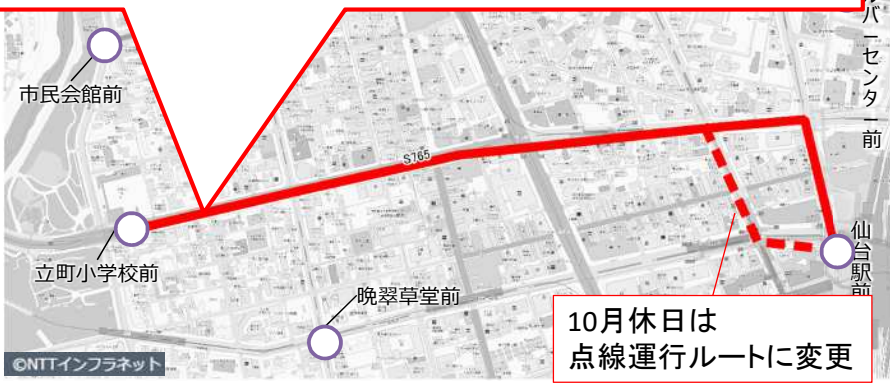 バーセンター前
市民会館前
S765
立町小学校前
仙台駅前
晩翠草堂前
10月休日は
点線運行ルートに変更
©NTTインフラネット